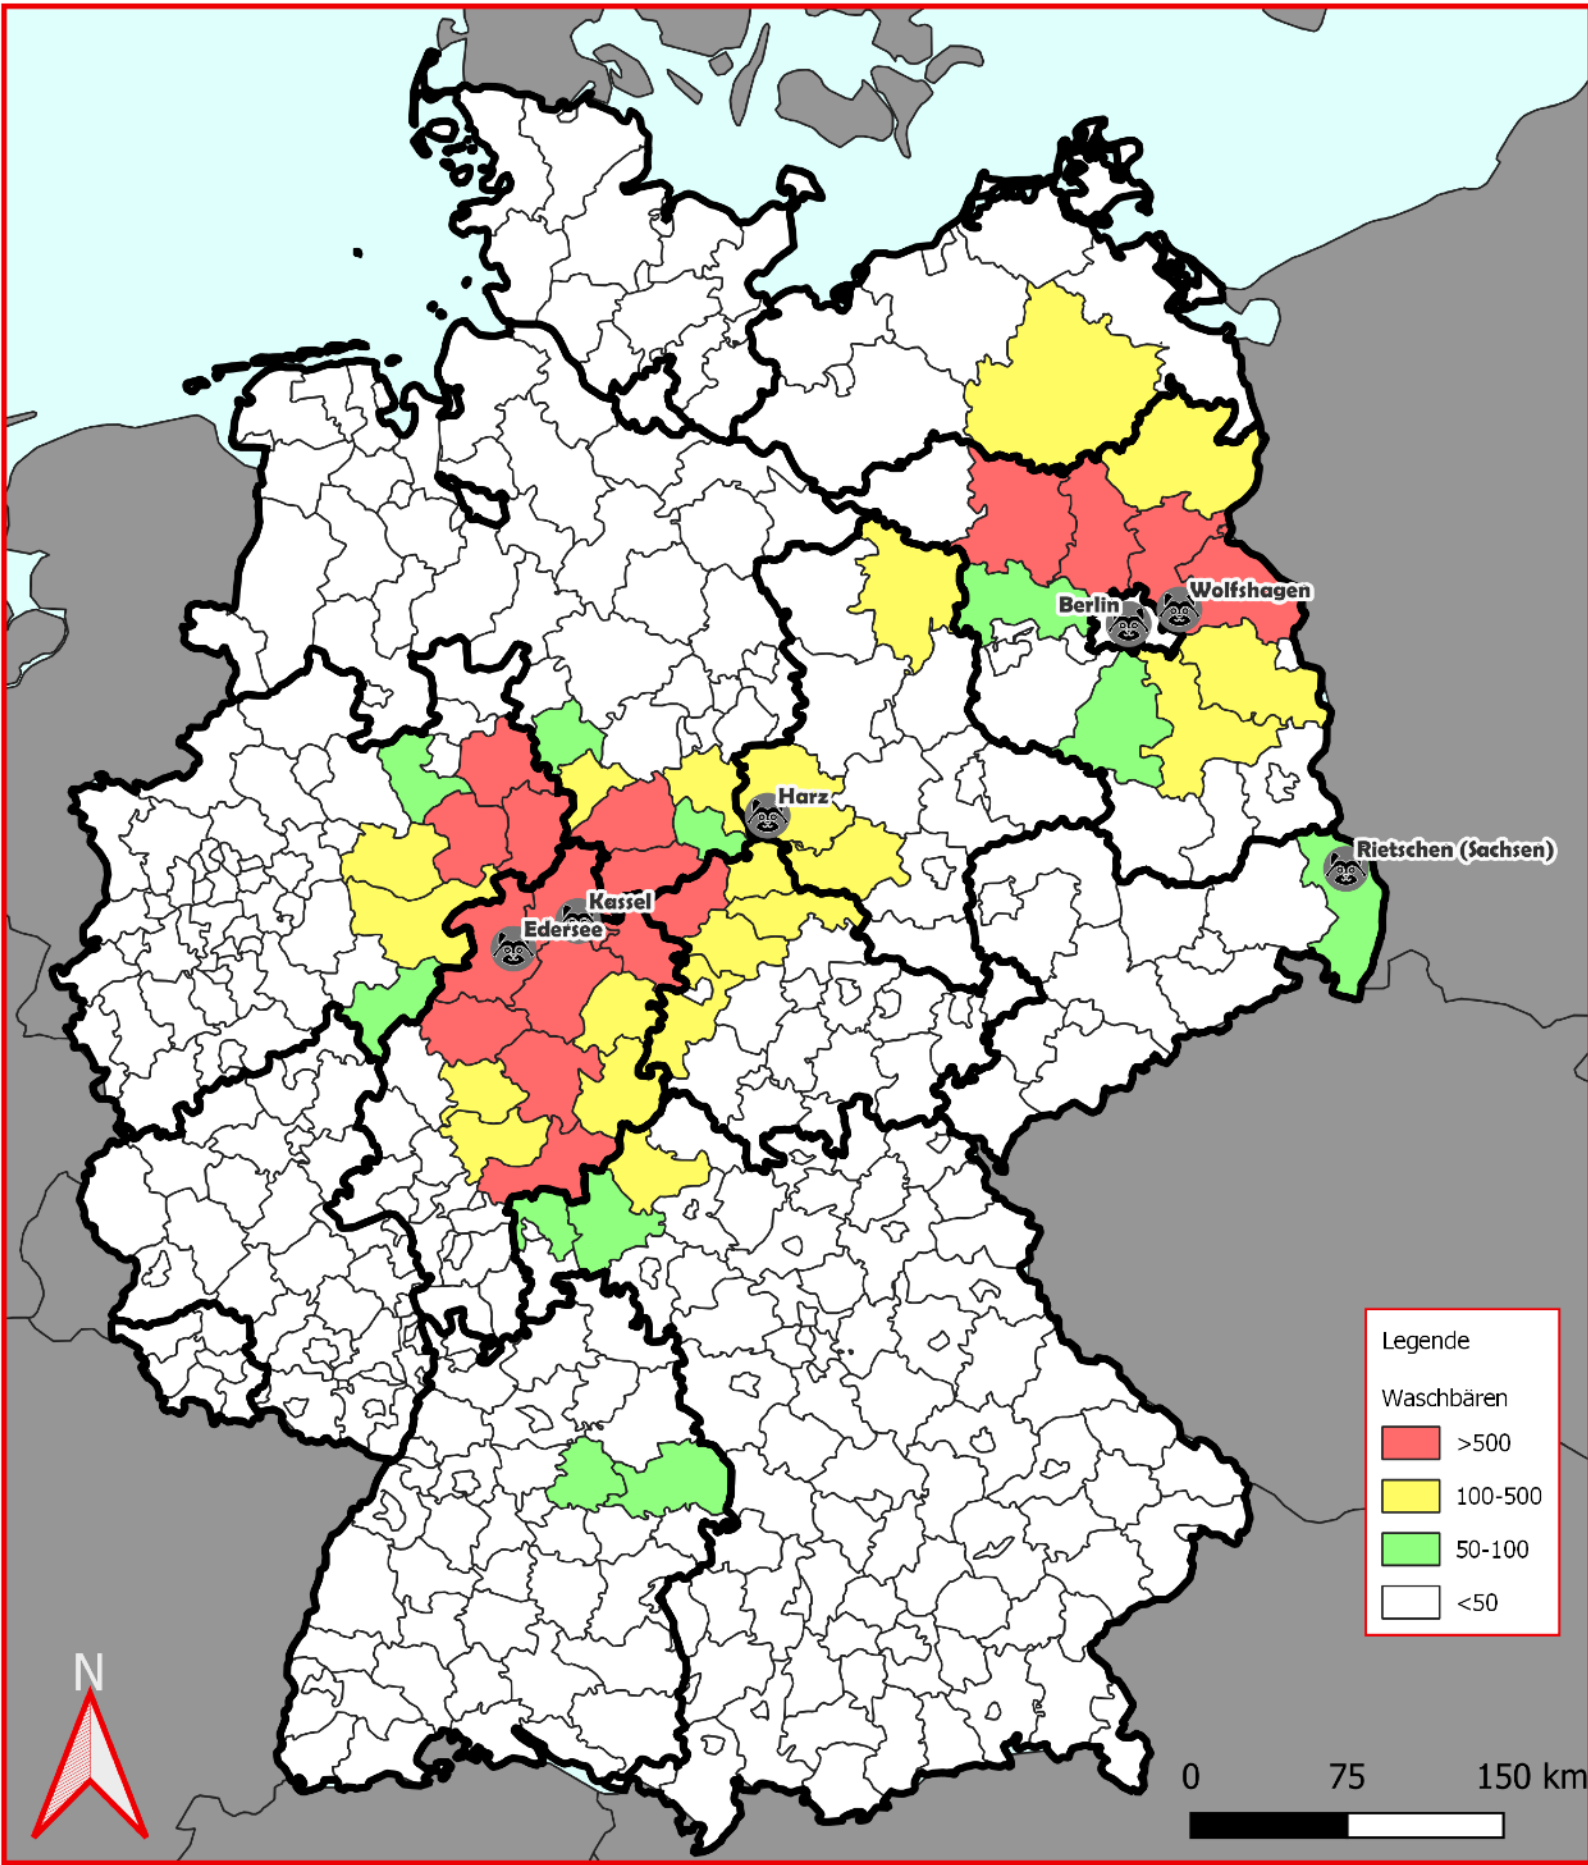 Wolfshagen
Berlin
Harz
Rietschen (Sachsen)
Kassel
Edersee
Legende
Waschbären
>500
100-500
50-100
<50
N
0 75 150 km